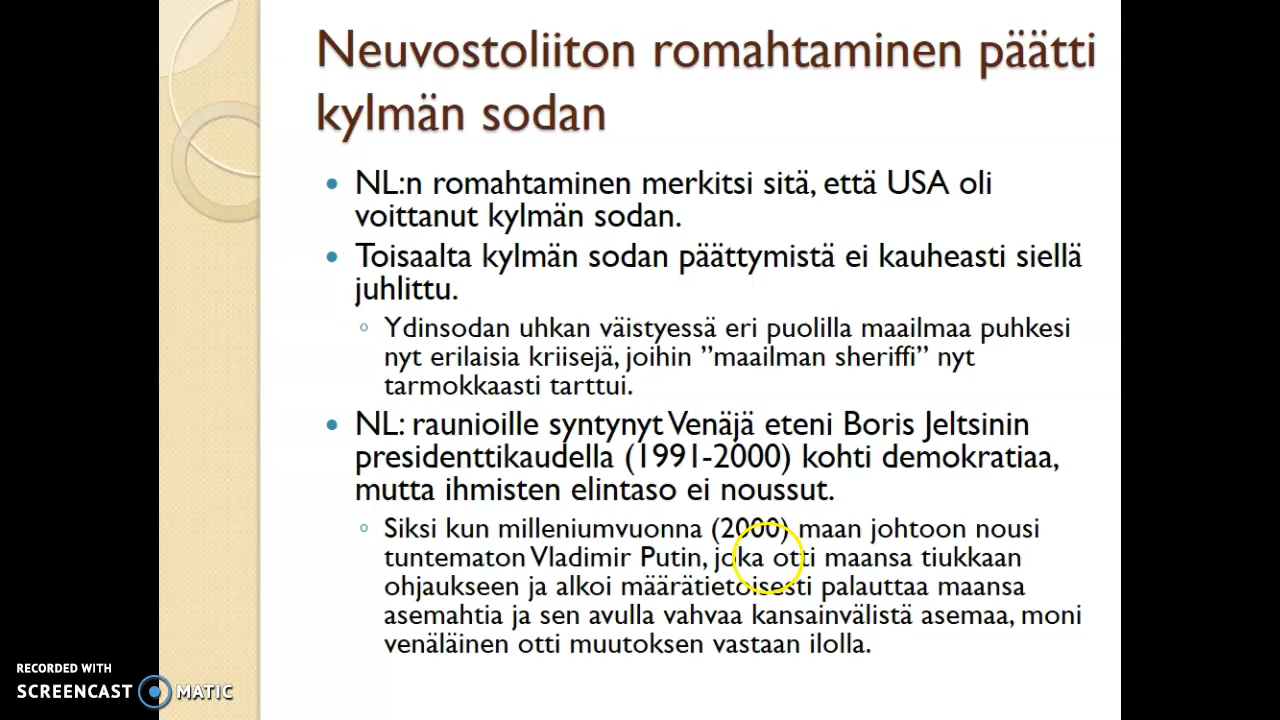 Neuvostoliiton romahtaminen päätti
kylmän sodan
NL:n romahtaminen merkitsi sitä, että USA oli
voittanut kylmän sodan.
Toisaalta kylmän sodan päättymistä ei kauheasti siellä
juhlittu.
Ydinsodan uhkan väistyessä eri puolilla maailmaa puhkesi
nyt erilaisia kriisejä, joihin ”maailman sheriffi” nyt
tarmokkaasti tarttui.
NL: raunioille syntynyt Venäjä eteni Boris Jeltsinin
presidenttikaudella (1991-2000) kohti demokratiaa,
mutta ihmisten elintaso ei noussut.
Siksi kun milleniumvuonna (2000) maan johtoon nousi
tuntematon Vladimir Putin, joka otti maansa tiukkaan
ohjaukseen ja alkoi määrätietoisesti palauttaa maansa
asemahtia ja sen avulla vahvaa kansainvälistä asemaa, moni
venäläinen otti muutoksen vastaan ilolla.
RECORDED WITH
SCREENCAST MATIC